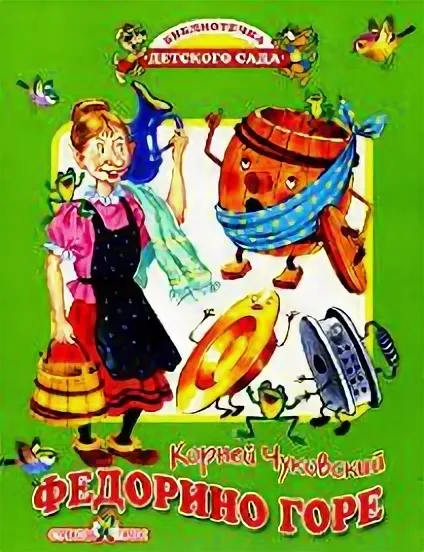 БИБЛИОТЕЧКА
ДЕТСКОГО САДА
Корней Чуковский
ФЕДОРИНО ГОРЕ